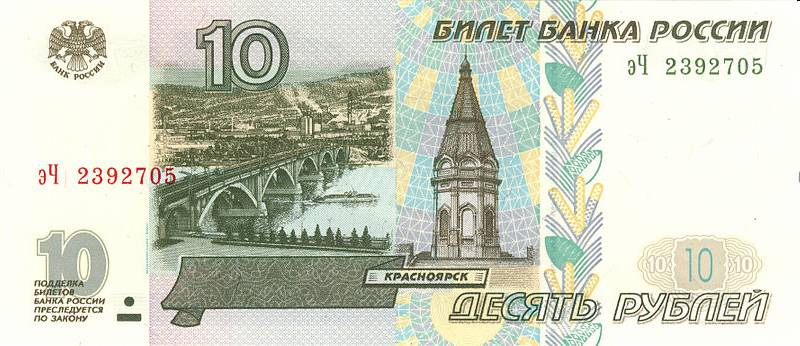 10
БИЛЕТ БАНКА РОССИИ
БАНК РОССИИ
эЧ 2392705
эЧ 2392705
10
ПОДДЕЛКА
БИЛЕТОВ
БАНКА РОССИИ
ПРЕСЛЕДУЕТСЯ
ПО ЗАКОНУ
КРАСНОЯРСК
10 10 10
ДЕСЯТЬ РУБЛЕЙ